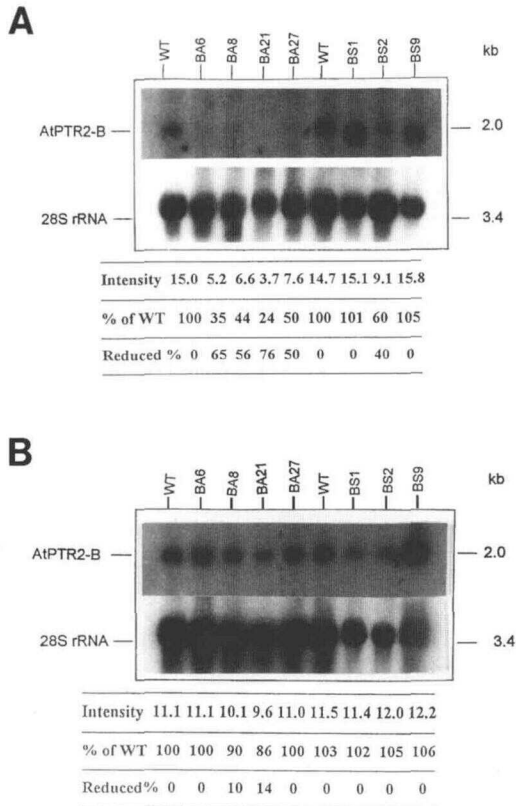 A
WT BA6 BA8 BA21 BA27 WT BS1 BS2 BS9 kb
AtPTR2-B 2.0
28S rRNA 3.4
Intensity 15.0 5.2 6.6 3.7 7.6 14.7 15.1 9.1 15.8
% of WT 100 35 44 24 50 100 101 60 105
Reduced % 0 65 56 76 50 0 0 40 0
B
WT BA6 BA8 BA21 BA27 WT BS1 BS2 BS9 kb
AtPTR2-B 2.0
28S rRNA 3.4
Intensity 11.1 11.1 10.1 9.6 11.0 11.5 11.4 12.0 12.2
% of WT 100 100 90 86 100 103 102 105 106
Reduced% 0 0 10 14 0 0 0 0 0